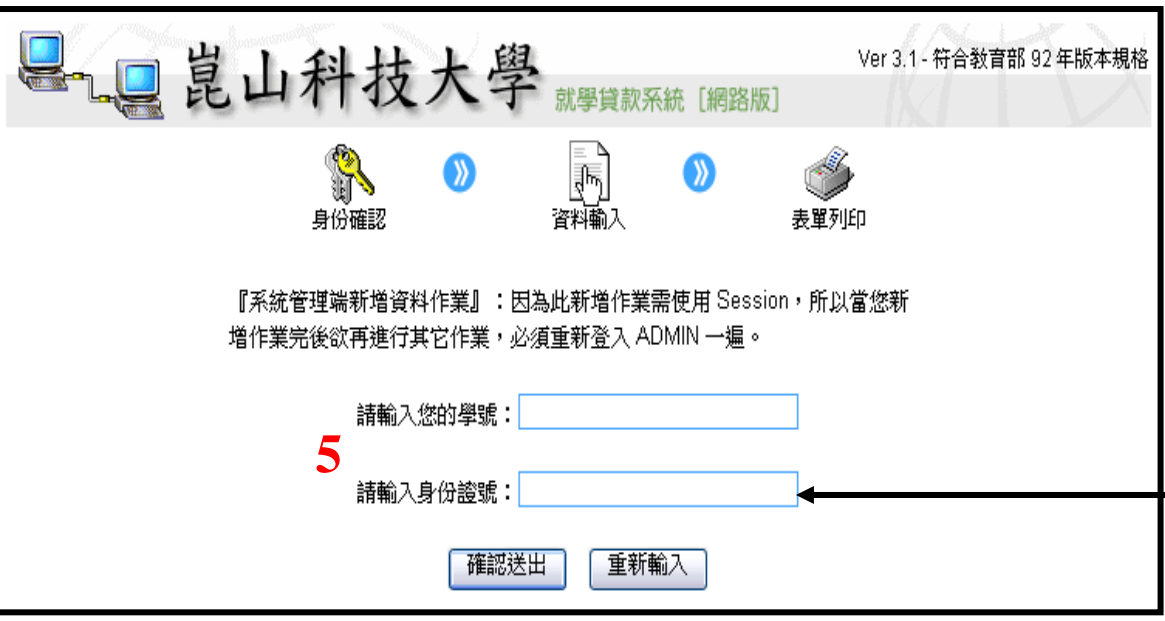 崑山科技大學 就學貸款系統［網路版］
Ver 3.1 - 符合教育部 92 年版本規格
身份確認 資料輸入 表單列印
『系統管理端新增資料作業』：因為此新增作業需使用 Session，所以當您新
增作業完後欲再進行其它作業，必須重新登入 ADMIN 一遍。
請輸入您的學號：
5
請輸入身份證號：
確認送出 重新輸入